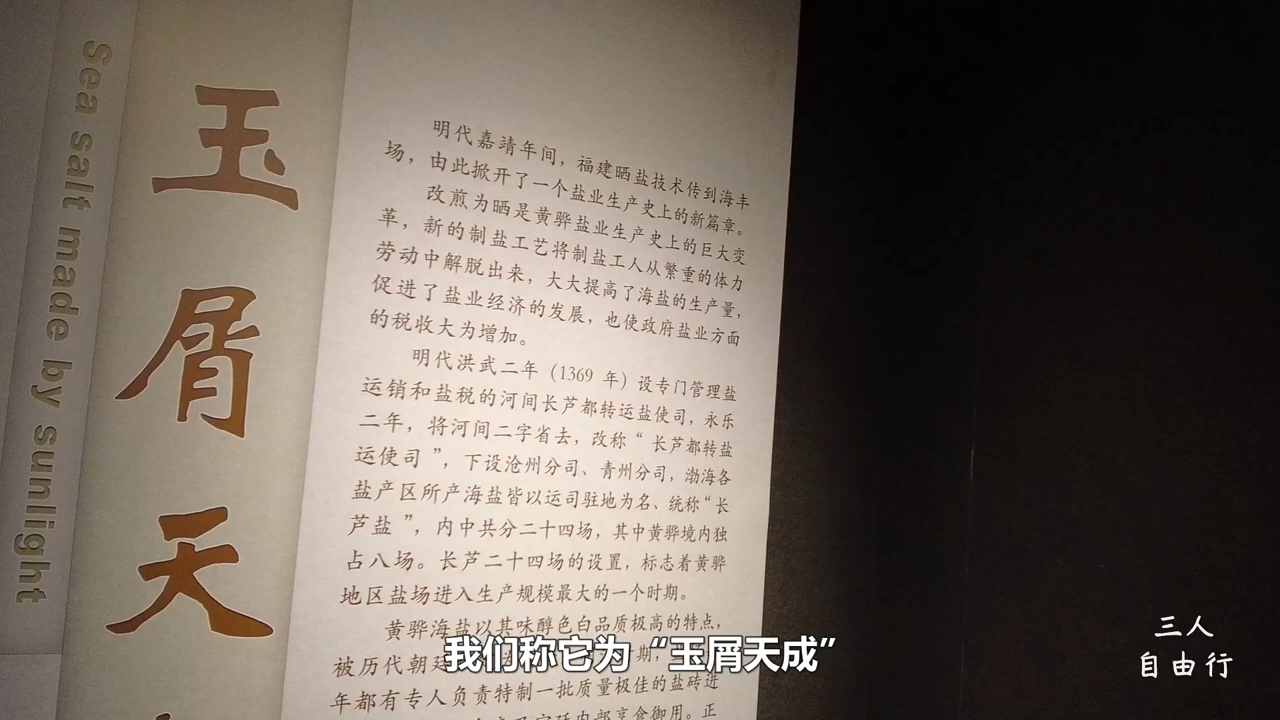 Sea salt made by sunlight
玉屑天
明代嘉靖年间，福建晒盐技术传到海丰
场，由此掀开了一个盐业生产史上的新篇章。
改煎为晒是黄骅盐业生产史上的巨大变
革，新的制盐工艺将制盐工人从繁重的体力
劳动中解脱出来，大大提高了海盐的生产量，
促进了盐业经济的发展，也使政府盐业方面
的税收大为增加。
明代洪武二年（1369 年）设专门管理盐
运销和盐税的河间长芦都转运盐使司，永乐
二年，将河间二字省去，改称“长芦都转盐
运使司”，下设沧州分司、青州分司，渤海各
盐产区所产海盐皆以运司驻地为名、统称“长
芦盐”，内中共分二十四场，其中黄骅境内独
占八场。长芦二十四场的设置，标志着黄骅
地区盐场进入生产规模最大的一个时期。
黄骅海盐以其味醇色白品质极高的特点，
被历代朝廷 时期，
年都有专人负责特制一批质量极佳的盐砖进
宫廷内部享食御用。正
我们称它为“玉屑天成”
三人
自由行